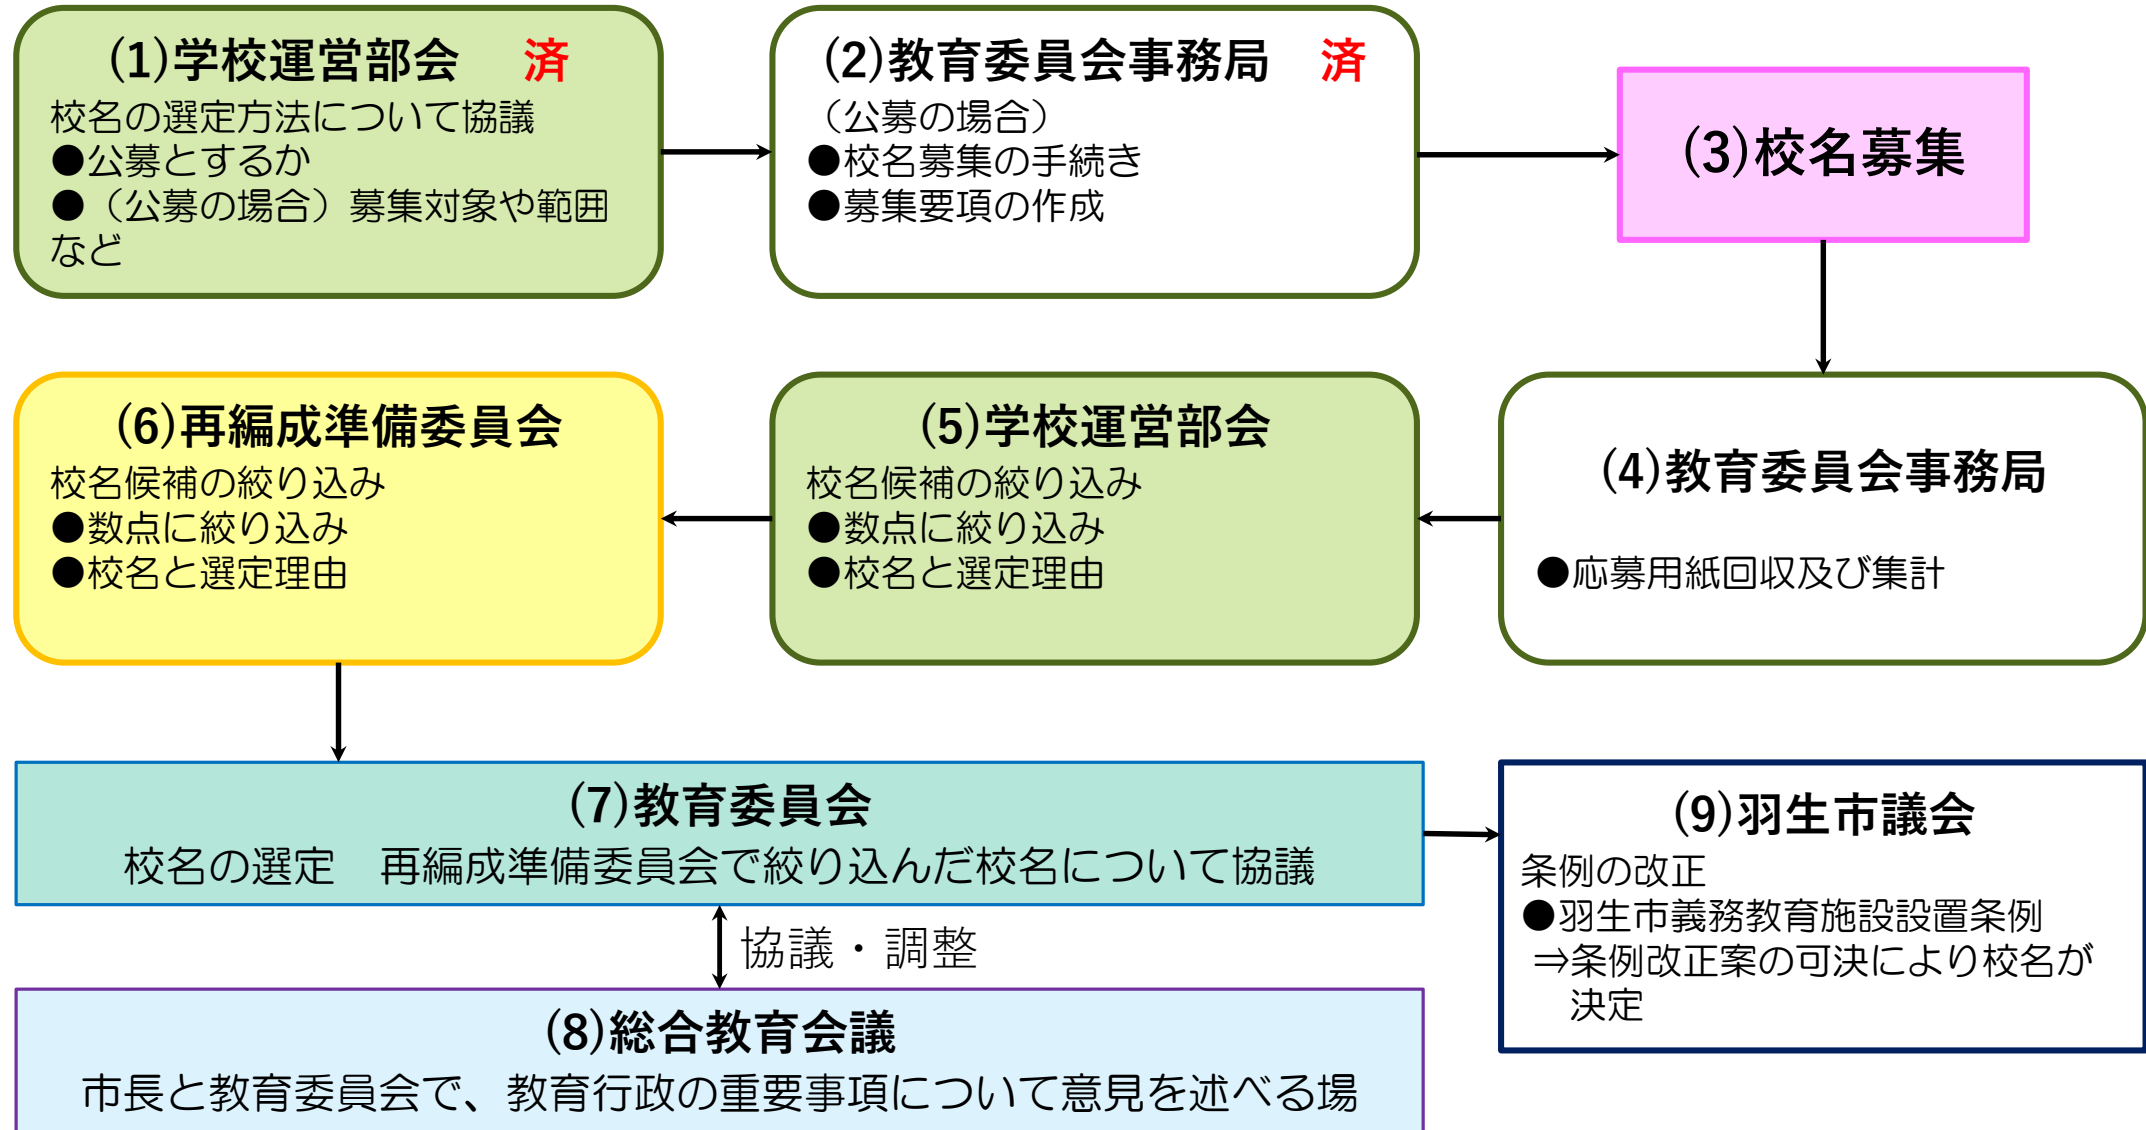 (1)学校運営部会　済
校名の選定方法について協議
●公募とするか
●（公募の場合）募集対象や範囲
など
(2)教育委員会事務局　済
（公募の場合）
●校名募集の手続き
●募集要項の作成
(3)校名募集
(4)教育委員会事務局
●応募用紙回収及び集計
(5)学校運営部会
校名候補の絞り込み
●数点に絞り込み
●校名と選定理由
(6)再編成準備委員会
校名候補の絞り込み
●数点に絞り込み
●校名と選定理由
(7)教育委員会
校名の選定　再編成準備委員会で絞り込んだ校名について協議
協議・調整
(8)総合教育会議
市長と教育委員会で、教育行政の重要事項について意見を述べる場
(9)羽生市議会
条例の改正
●羽生市義務教育施設設置条例
⇒条例改正案の可決により校名が
決定